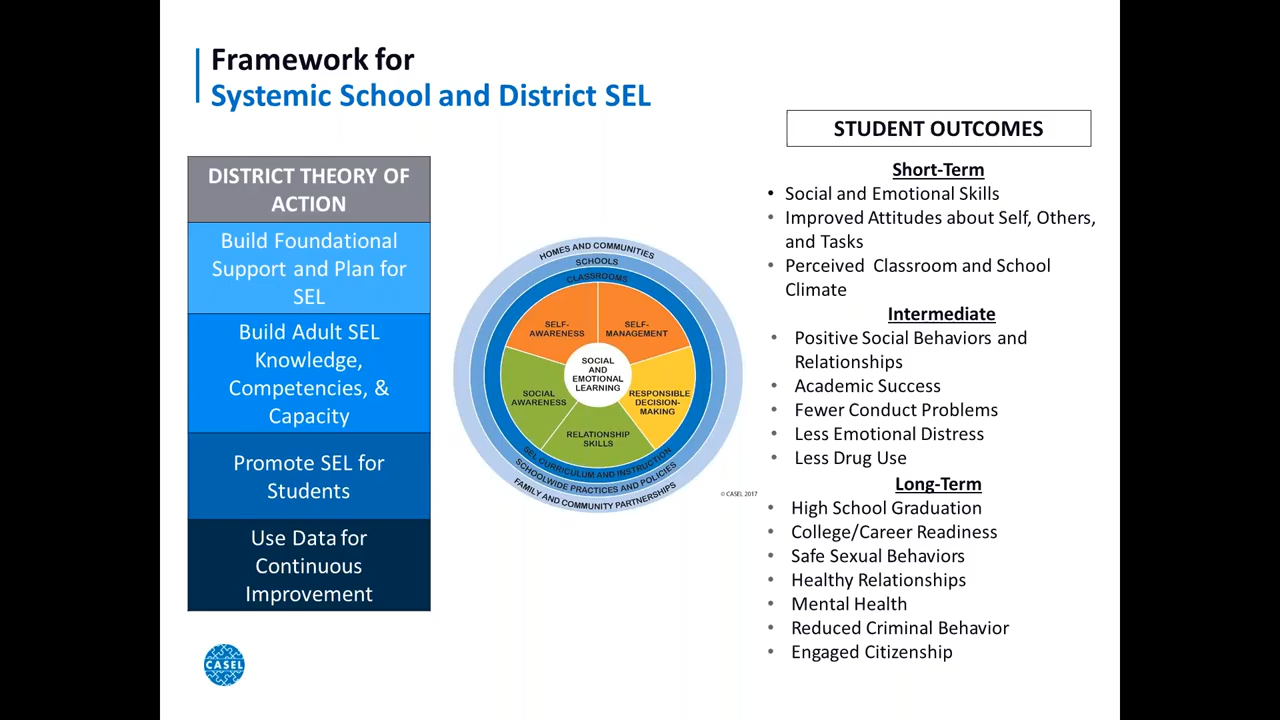 Framework for
Systemic School and District SEL
DISTRICT THEORY OF
ACTION
Build Foundational
Support and Plan for
SEL
Build Adult SEL
Knowledge,
Competencies, &
Capacity
Promote SEL for
Students
Use Data for
Continuous
Improvement
CASEL
HOMES AND COMMUNITIES
SCHOOLS
CLASSROOMS
SELF-
AWARENESS
SELF-
MANAGEMENT
SOCIAL
AND
EMOTIONAL
LEARNING
SOCIAL
AWARENESS
RESPONSIBLE
DECISION-
MAKING
RELATIONSHIP
SKILLS
SEL CURRICULUM AND INSTRUCTION
SCHOOLWIDE PRACTICES AND POLICIES
FAMILY AND COMMUNITY PARTNERSHIPS
© CASEL 2017
STUDENT OUTCOMES
Short-Term
• Social and Emotional Skills
• Improved Attitudes about Self, Others,
and Tasks
• Perceived Classroom and School
Climate
Intermediate
• Positive Social Behaviors and
Relationships
• Academic Success
• Fewer Conduct Problems
• Less Emotional Distress
• Less Drug Use
Long-Term
• High School Graduation
• College/Career Readiness
• Safe Sexual Behaviors
• Healthy Relationships
• Mental Health
• Reduced Criminal Behavior
• Engaged Citizenship